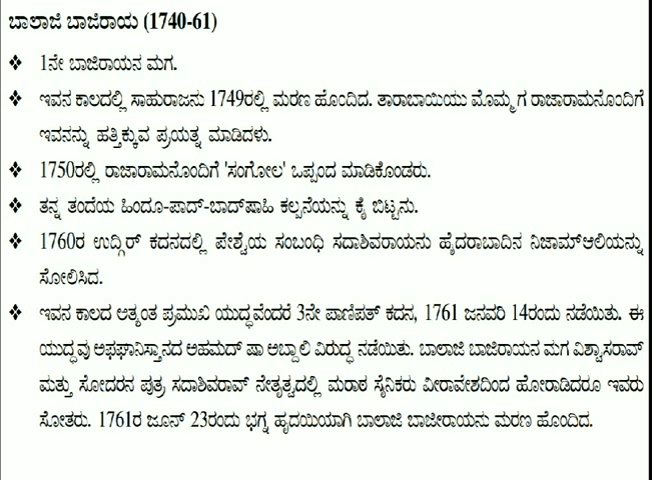 ಬಾಲಾಜಿ ಬಾಜಿರಾಯ (1740-61)
❖ 1ನೇ ಬಾಜಿರಾಯನ ಮಗ.
❖ ಇವನ ಕಾಲದಲ್ಲಿ ಸಾಹುರಾಜನು 1749ರಲ್ಲಿ ಮರಣ ಹೊಂದಿದ. ತಾರಾಬಾಯಿಯು ಮೊಮ್ಮಗ ರಾಜಾರಾಮನೊಂದಿಗೆ
ಇವನನ್ನು ಹತ್ತಿಕ್ಕುವ ಪ್ರಯತ್ನ ಮಾಡಿದಳು.
❖ 1750ರಲ್ಲಿ ರಾಜಾರಾಮನೊಂದಿಗೆ 'ಸಂಗೋಲ' ಒಪ್ಪಂದ ಮಾಡಿಕೊಂಡರು.
❖ ತನ್ನ ತಂದೆಯ ಹಿಂದೂ-ಪಾದ್-ಬಾದ್‌ಷಾಹಿ ಕಲ್ಪನೆಯನ್ನು ಕೈ ಬಿಟ್ಟನು.
❖ 1760ರ ಉದ್ಗಿರ್ ಕದನದಲ್ಲಿ ಪೇಶ್ವೆಯ ಸಂಬಂಧಿ ಸದಾಶಿವರಾಯನು ಹೈದರಾಬಾದಿನ ನಿಜಾಮ್‌ಆಲಿಯನ್ನು
ಸೋಲಿಸಿದ.
❖ ಇವನ ಕಾಲದ ಅತ್ಯಂತ ಪ್ರಮುಖ ಯುದ್ಧವೆಂದರೆ 3ನೇ ಪಾಣಿಪತ್ ಕದನ, 1761 ಜನವರಿ 14ರಂದು ನಡೆಯಿತು. ಈ
ಯುದ್ಧವು ಅಫಘಾನಿಸ್ತಾನದ ಅಹಮದ್ ಷಾ ಅಬ್ದಾಲಿ ವಿರುದ್ಧ ನಡೆಯಿತು. ಬಾಲಾಜಿ ಬಾಜಿರಾಯನ ಮಗ ವಿಶ್ವಾಸರಾವ್
ಮತ್ತು ಸೋದರನ ಪುತ್ರ ಸದಾಶಿವರಾವ್ ನೇತೃತ್ವದಲ್ಲಿ ಮರಾಠ ಸೈನಿಕರು ವೀರಾವೇಶದಿಂದ ಹೋರಾಡಿದರೂ ಇವರು
ಸೋತರು. 1761ರ ಜೂನ್ 23ರಂದು ಭಗ್ನ ಹೃದಯಿಯಾಗಿ ಬಾಲಾಜಿ ಬಾಜೀರಾಯನು ಮರಣ ಹೊಂದಿದ.